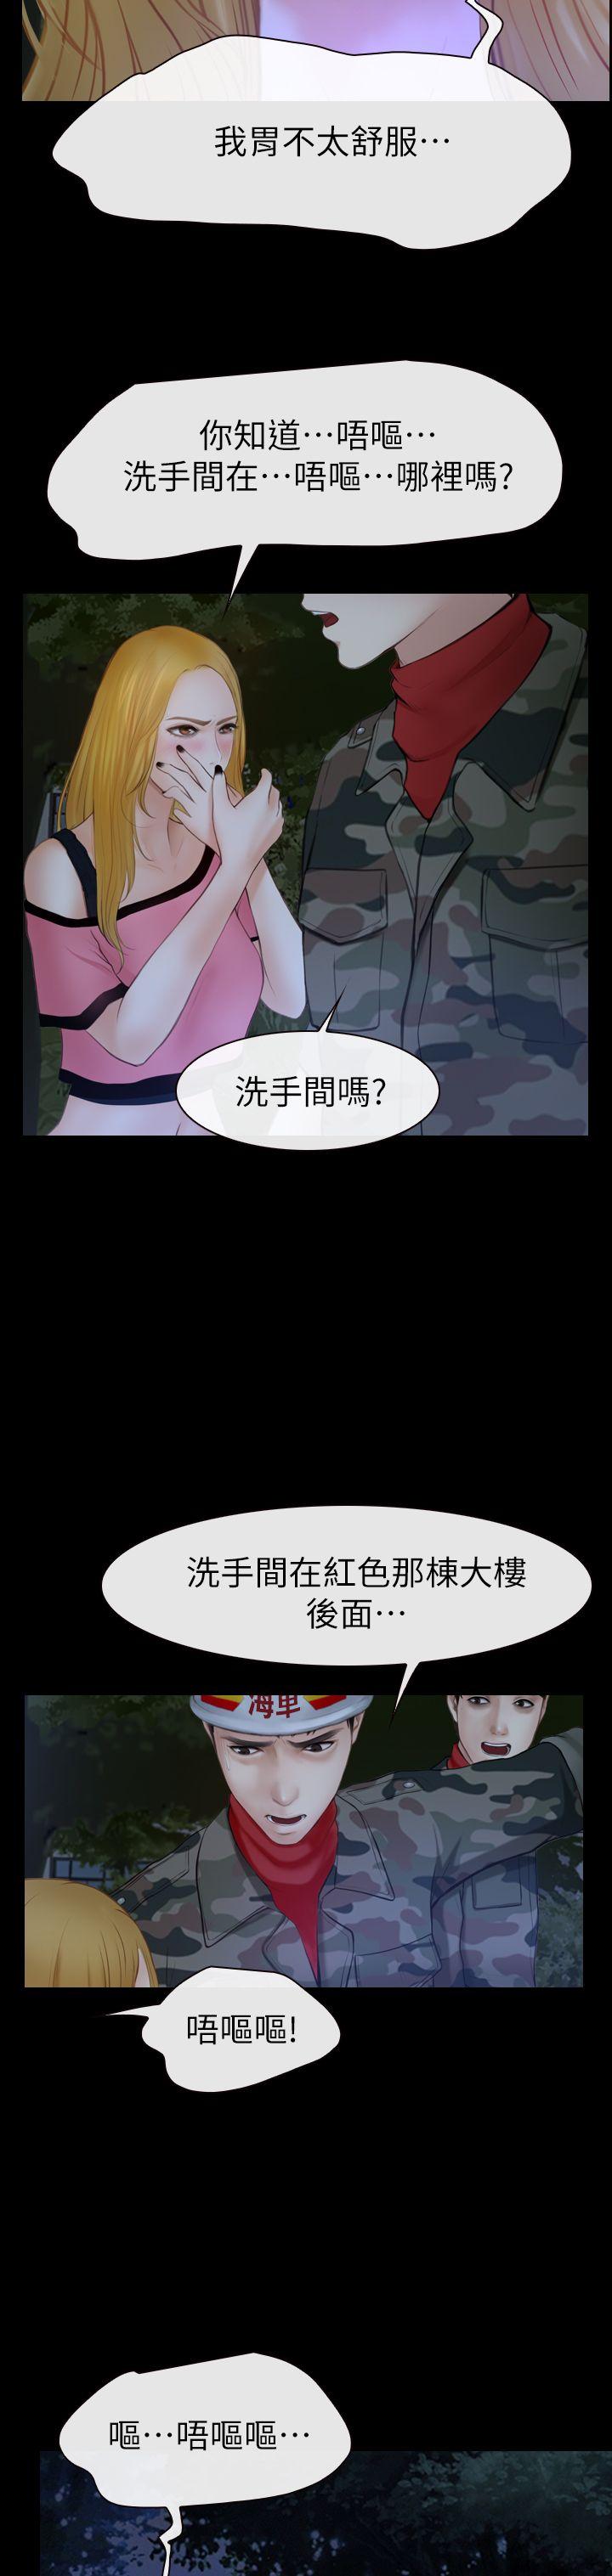 我胃不太舒服⋯
你知道⋯唔嘔⋯
洗手間在⋯唔嘔⋯哪裡嗎?
洗手間嗎?
洗手間在紅色那棟大樓
後面⋯
海軍
唔嘔嘔!
嘔⋯唔嘔嘔⋯